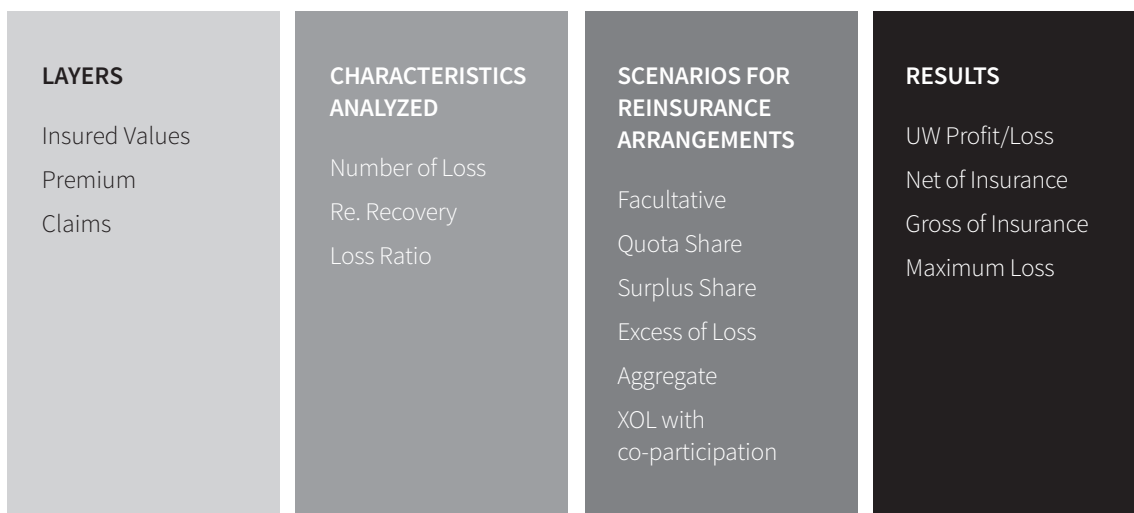 LAYERS
Insured Values
Premium
Claims
CHARACTERISTICS
ANALYZED
Number of Loss
Re. Recovery
Loss Ratio
SCENARIOS FOR
REINSURANCE
ARRANGEMENTS
Facultative
Quota Share
Surplus Share
Excess of Loss
Aggregate
XOL with
co-participation
RESULTS
UW Profit/Loss
Net of Insurance
Gross of Insurance
Maximum Loss